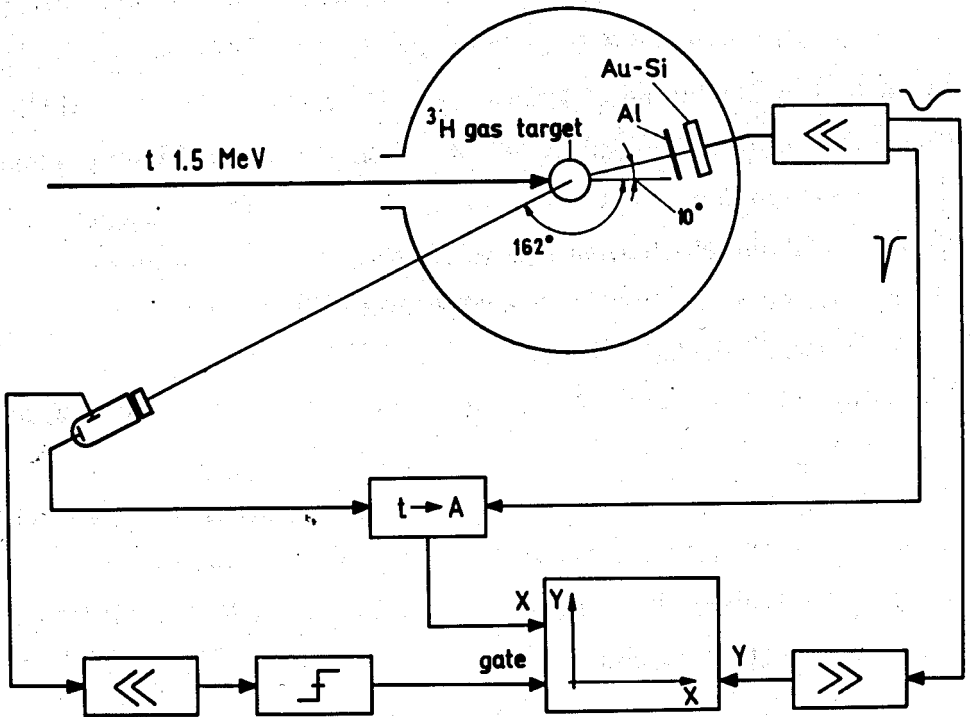 Au-Si
Al
³H gas target
t 1.5 MeV
10°
162°
t → A
X
Y
X
gate
Y